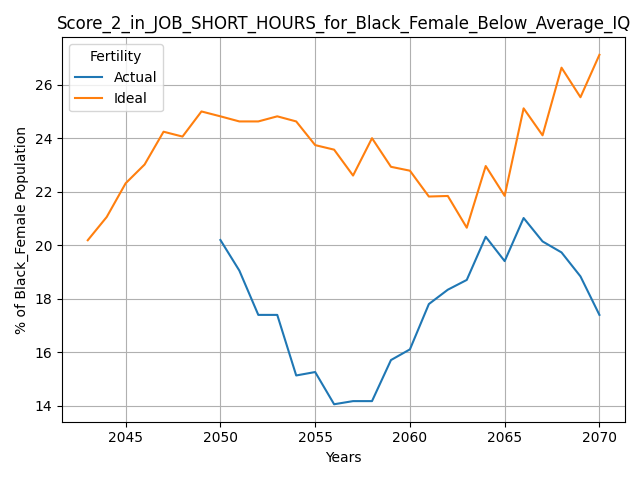 Score_2_in_JOB_SHORT_HOURS_for_Black_Female_Below_Average_IQ
Fertility
Actual
Ideal
% of Black_Female Population
26
24
22
20
18
16
14
2045
2050
2055
2060
2065
2070
Years